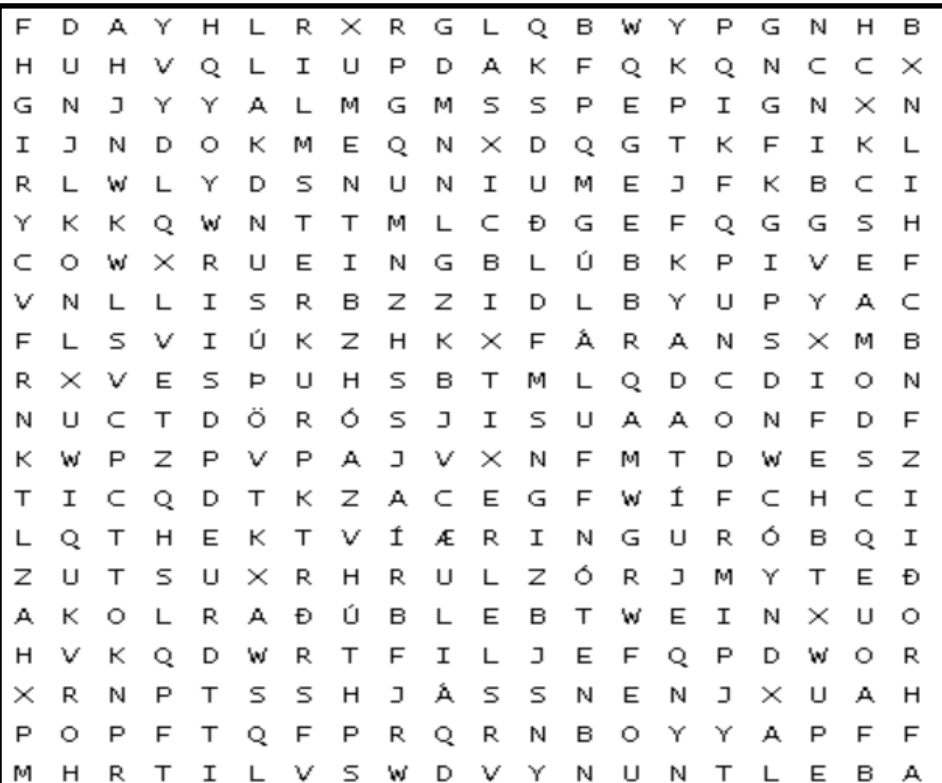 F D A Y H L R X R G L Q B W Y P G N H B
H U H V Q L I U P D A K F Q K Q N C C X
G N J Y Y A L M G M S S P E P I G N X N
I J N D O K M E Q N X D Q G T K F I K L
R L W L Y D S N U N I U M E J F K B C I
Y K K Q W N T T M L C Ð G E F Q G G S H
C O W X R U E I N G B L Ú B K P I V E F
V N L L I S R B Z Z I D L B Y U P Y A C
F L S V I Ú K Z H K X F Á R A N S X M B
R X V E S Þ U H S B T M L Q D C D I O N
N U C T D Ö R Ó S J I S U A A O N F D F
K W P Z P V P A J V X N F M T D W E S Z
T I C Q D T K Z A C E G F W Í F C H C I
L Q T H E K T V Í Æ R I N G U R Ó B Q I
Z U T S U X R H R U L Z Ó R J M Y T E Ð
A K O L R A Ð Ú B L E B T W E I N X U O
H V K Q D W R T F I L J E F Q P D W O R
X R N P T S S H J Á S S N E N J X U A H
P O P F T Q F P R Q R N B O Y Y A P F F
M H R T I L V S W D V Y N U N T L E B A